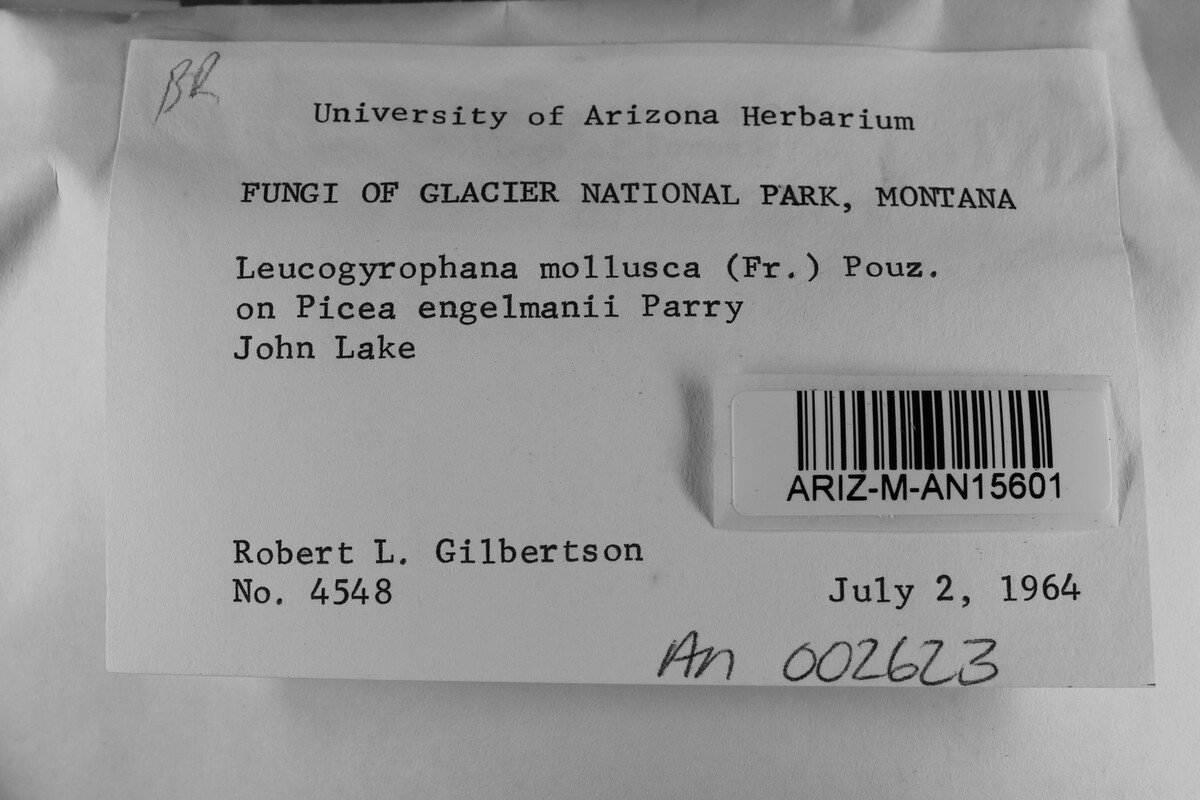 BR
University of Arizona Herbarium
FUNGI OF GLACIER NATIONAL PARK, MONTANA
Leucogyrophana mollusca (Fr.) Pouz.
on Picea engelmanii Parry
John Lake
ARIZ-M-AN15601
Robert L. Gilbertson
No. 4548
July 2, 1964
An 002623